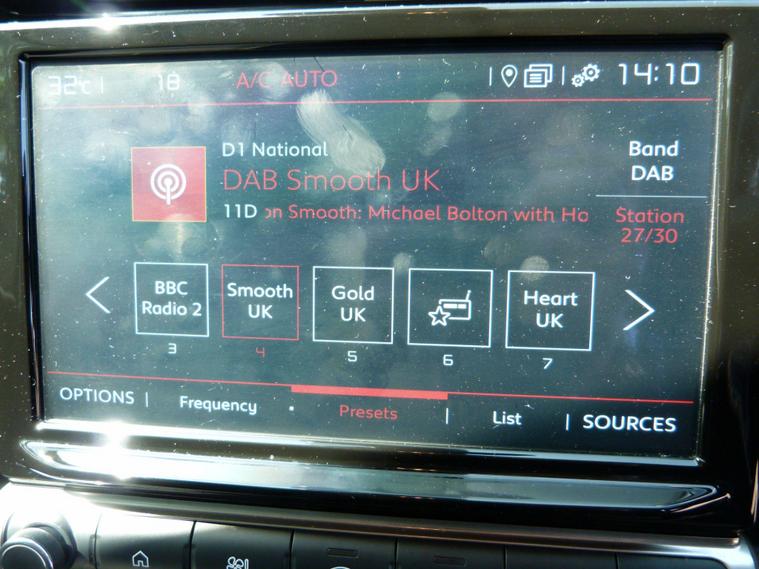 32°C | 18 A/C AUTO | | 14:10
D1 National
DAB Smooth UK
11D on Smooth: Michael Bolton with Ho
Band
DAB
Station
27/30
BBC
Radio 2
Smooth
UK
Gold
UK
Heart
UK
3 4 5 6 7
OPTIONS | Frequency Presets | List | SOURCES